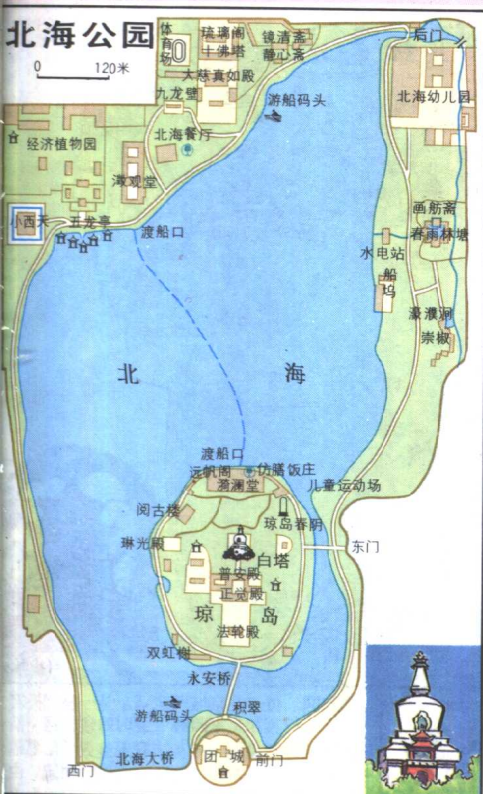 北海公园
0 120米
体育场
琉璃阁
十佛塔
镜清斋
静心斋
后门
大慈真如殿
九龙壁
游船码头
北海幼儿园
北海餐厅
经济植物园
澂观堂
画舫斋
春雨林塘
小西天
五龙亭
渡船口
水电站
船坞
濠濮涧
崇椒
北海
渡船口
远帆阁
仿膳饭庄
漪澜堂
儿童运动场
阅古楼
琼岛春阴
琳光殿
东门
白塔
普安殿
正觉殿
琼岛
法轮殿
双虹榭
永安桥
积翠
游船码头
北海大桥
团城
前门
西门